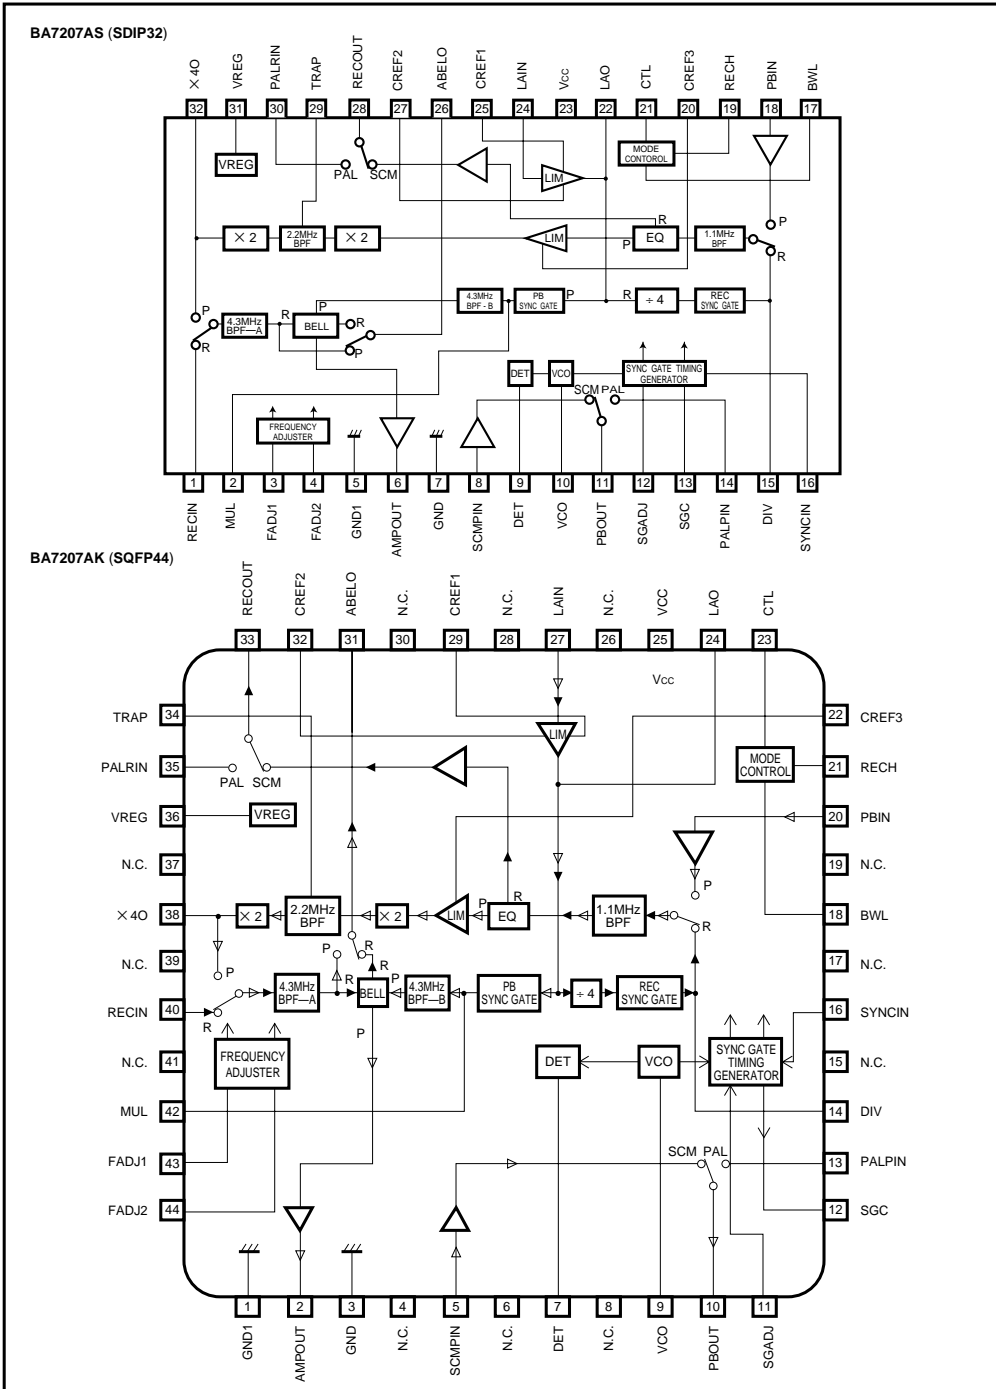 BA7207AS (SDIP32)
×4O
VREG
PALRIN
TRAP
RECOUT
CREF2
ABELO
CREF1
LAIN
Vcc
LAO
CTL
CREF3
RECH
PBIN
BWL
32 31 30 29 28 27 26 25 24 23 22 21 20 19 18 17
VREG
PAL
SCM
LIM
MODE
CONTOROL
P
R
×2
2.2MHz
BPF
×2
LIM
R
P
EQ
1.1MHz
BPF
P
R
4.3MHz
BPF—A
R
P
BELL
R
P
4.3MHz
BPF - B
PB
SYNC GATE
P
R
÷4
REC
SYNC GATE
DET
VCO
SYNC GATE TIMING
GENERATOR
SCM PAL
FREQUENCY
ADJUSTER
1 2 3 4 5 6 7 8 9 10 11 12 13 14 15 16
RECIN
MUL
FADJ1
FADJ2
GND1
AMPOUT
GND
SCMPIN
DET
VCO
PBOUT
SGADJ
SGC
PALPIN
DIV
SYNCIN
BA7207AK (SQFP44)
RECOUT
CREF2
ABELO
N.C.
CREF1
N.C.
LAIN
N.C.
VCC
LAO
CTL
33 32 31 30 29 28 27 26 25 24 23
Vcc
TRAP 34
22 CREF3
LIM
PALRIN 35
PAL SCM
MODE
CONTROL
21 RECH
VREG 36
VREG
20 PBIN
N.C. 37
19 N.C.
P
×4O 38
×2
2.2MHz
BPF
×2
LIM
P
R
EQ
1.1MHz
BPF
R
18 BWL
N.C. 39
17 N.C.
P
R
P
R
RECIN 40
R
4.3MHz
BPF—A
R
BELL
P
4.3MHz
BPF—B
PB
SYNC GATE
÷4
REC
SYNC GATE
16 SYNCIN
P
N.C. 41
FREQUENCY
ADJUSTER
DET
VCO
SYNC GATE
TIMING
GENERATOR
15 N.C.
MUL 42
14 DIV
FADJ1 43
SCM PAL
13 PALPIN
FADJ2 44
12 SGC
1 2 3 4 5 6 7 8 9 10 11
GND1
AMPOUT
GND
N.C.
SCMPIN
N.C.
DET
N.C.
VCO
PBOUT
SGADJ